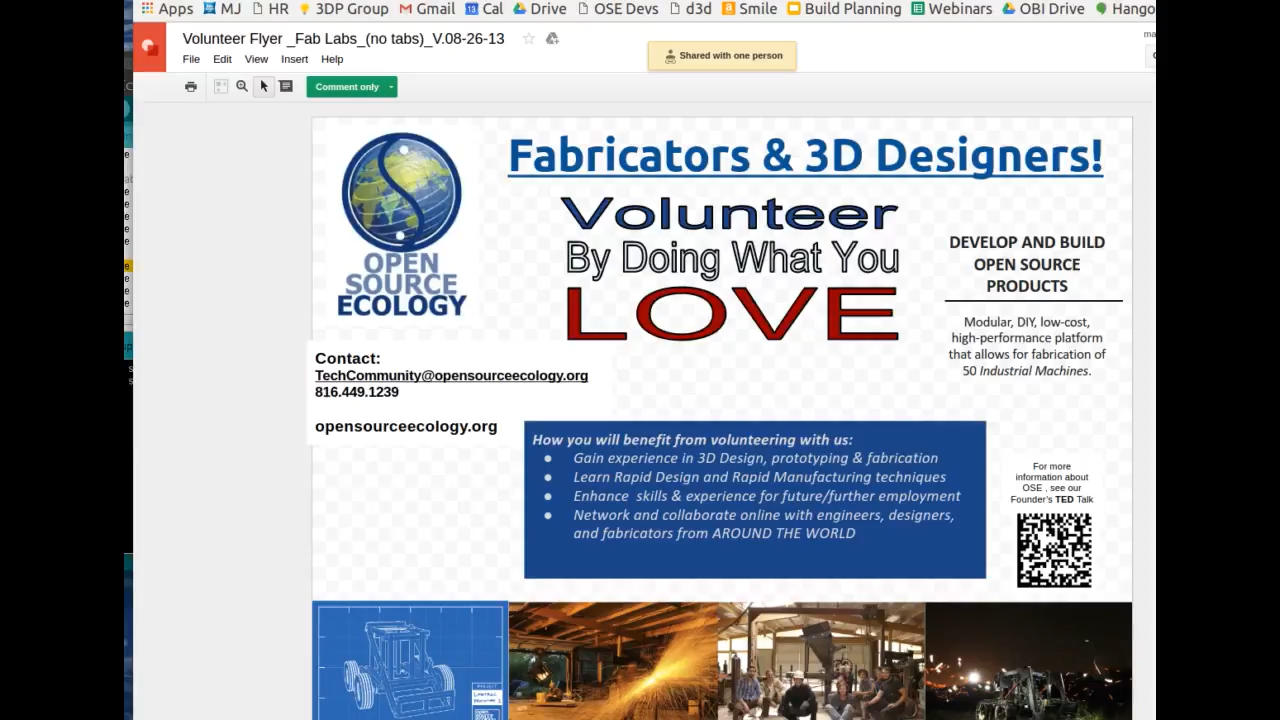 Apps MJ HR 3DP Group Gmail Cal Drive OSE Devs d3d Smile Build Planning Webinars OBI Drive Hango
Volunteer Flyer _Fab Labs_(no tabs)_V.08-26-13
Shared with one person
File Edit View Insert Help
Comment only
Fabricators & 3D Designers!
Volunteer
By Doing What You
LOVE
OPEN
SOURCE
ECOLOGY
DEVELOP AND BUILD
OPEN SOURCE
PRODUCTS
Modular, DIY, low-cost,
high-performance platform
that allows for fabrication of
50 Industrial Machines.
Contact:
TechCommunity@opensourceecology.org
816.449.1239
opensourceecology.org
How you will benefit from volunteering with us:
● Gain experience in 3D Design, prototyping & fabrication
● Learn Rapid Design and Rapid Manufacturing techniques
● Enhance skills & experience for future/further employment
● Network and collaborate online with engineers, designers,
and fabricators from AROUND THE WORLD
For more
information about
OSE , see our
Founder's TED Talk